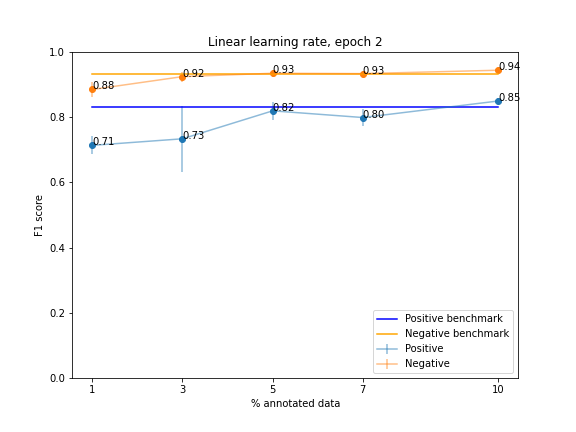 Linear learning rate, epoch 2
1.0
0.8
0.6
0.4
0.2
0.0
F1 score
0.88
0.92
0.93
0.93
0.94
0.71
0.73
0.82
0.80
0.85
Positive benchmark
Negative benchmark
Positive
Negative
1 3 5 7 10
% annotated data